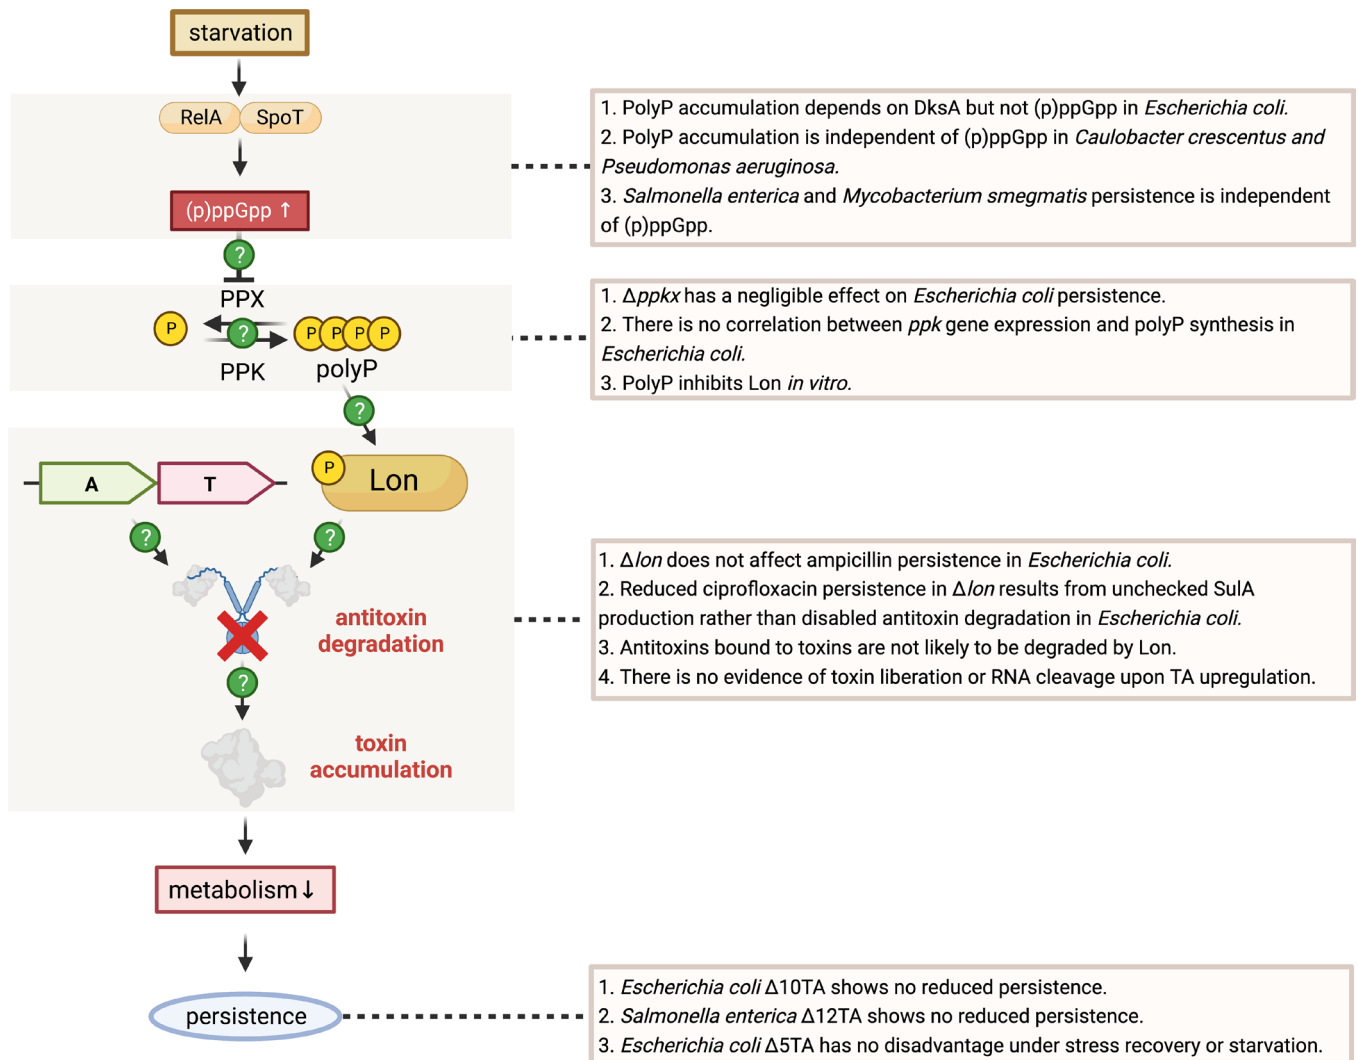 starvation
RelA SpoT
(p)ppGpp ↑
?
PPX
P ? P P P P
PPK polyP
?
A T P Lon
? ?
antitoxin
degradation
?
toxin
accumulation
metabolism↓
persistence
1. PolyP accumulation depends on DksA but not (p)ppGpp in Escherichia coli.
2. PolyP accumulation is independent of (p)ppGpp in Caulobacter crescentus and
Pseudomonas aeruginosa.
3. Salmonella enterica and Mycobacterium smegmatis persistence is independent
of (p)ppGpp.
1. Δppkx has a negligible effect on Escherichia coli persistence.
2. There is no correlation between ppk gene expression and polyP synthesis in
Escherichia coli.
3. PolyP inhibits Lon in vitro.
1. Δlon does not affect ampicillin persistence in Escherichia coli.
2. Reduced ciprofloxacin persistence in Δlon results from unchecked SulA
production rather than disabled antitoxin degradation in Escherichia coli.
3. Antitoxins bound to toxins are not likely to be degraded by Lon.
4. There is no evidence of toxin liberation or RNA cleavage upon TA upregulation.
1. Escherichia coli Δ10TA shows no reduced persistence.
2. Salmonella enterica Δ12TA shows no reduced persistence.
3. Escherichia coli Δ5TA has no disadvantage under stress recovery or starvation.